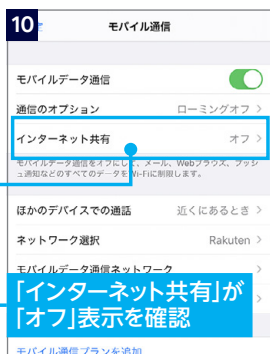 10
モバイル通信
モバイルデータ通信
通信のオプション ローミングオフ >
インターネット共有 オフ >
モバイルデータ通信をオフにして、メール、Webブラウズ、プッシ
ュ通知などのすべてのデータをWi-Fiに制限します。
ほかのデバイスでの通話 近くにあるとき >
ネットワーク選択 Rakuten >
モバイルデータ通信ネットワーク >
「インターネット共有」が
「オフ」表示を確認
モバイル通信プランを追加